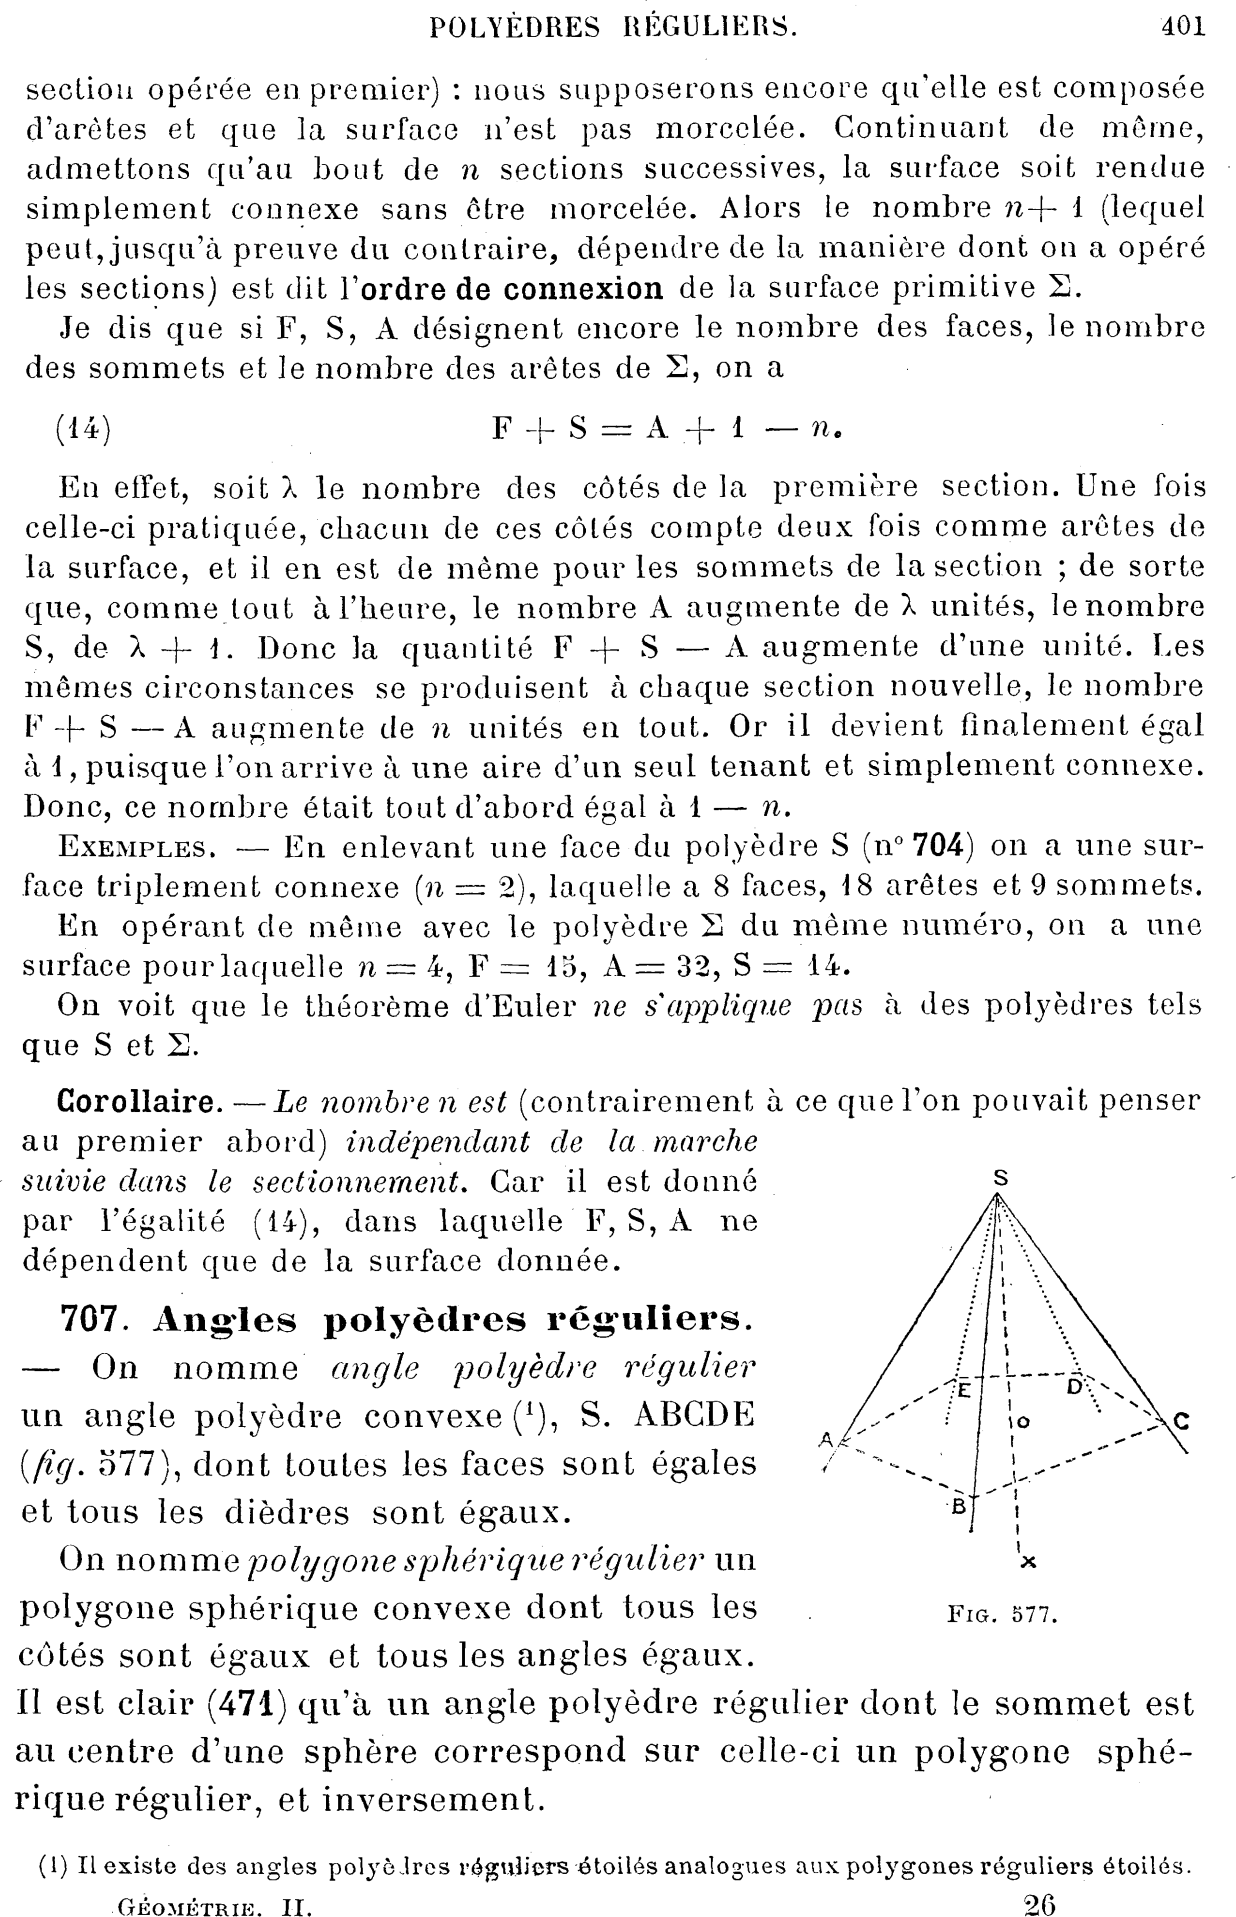 POLYÈDRES RÉGULIERS. 401
section opérée en premier) : nous supposerons encore qu'elle est composée
d'arêtes et que la surface n'est pas morcelée. Continuant de même,
admettons qu'au bout de n sections successives, la surface soit rendue
simplement connexe sans être morcelée. Alors le nombre n + 1 (lequel
peut, jusqu'à preuve du contraire, dépendre de la manière dont on a opéré
les sections) est dit l'ordre de connexion de la surface primitive Σ.
Je dis que si F, S, A désignent encore le nombre des faces, le nombre
des sommets et le nombre des arêtes de Σ, on a
(14) F + S = A + 1 — n.
En effet, soit λ le nombre des côtés de la première section. Une fois
celle-ci pratiquée, chacun de ces côtés compte deux fois comme arêtes de
la surface, et il en est de même pour les sommets de la section ; de sorte
que, comme tout à l'heure, le nombre A augmente de λ unités, le nombre
S, de λ + 1. Donc la quantité F + S — A augmente d'une unité. Les
mêmes circonstances se produisent à chaque section nouvelle, le nombre
F + S — A augmente de n unités en tout. Or il devient finalement égal
à 1, puisque l'on arrive à une aire d'un seul tenant et simplement connexe.
Donc, ce nombre était tout d'abord égal à 1 — n.
EXEMPLES. — En enlevant une face du polyèdre S (n° 704) on a une sur-
face triplement connexe (n = 2), laquelle a 8 faces, 18 arêtes et 9 sommets.
En opérant de même avec le polyèdre Σ du même numéro, on a une
surface pour laquelle n = 4, F = 15, A = 32, S = 14.
On voit que le théorème d'Euler ne s'applique pas à des polyèdres tels
que S et Σ.
Corollaire. — Le nombre n est (contrairement à ce que l'on pouvait penser
au premier abord) indépendant de la marche
suivie dans le sectionnement. Car il est donné
par l'égalité (14), dans laquelle F, S, A ne
dépendent que de la surface donnée.
707. Angles polyèdres réguliers.
— On nomme angle polyèdre régulier
un angle polyèdre convexe (¹), S. ABCDE
(fig. 577), dont toutes les faces sont égales
et tous les dièdres sont égaux.
On nomme polygone sphérique régulier un
polygone sphérique convexe dont tous les
côtés sont égaux et tous les angles égaux.
S
E
D
O
C
A
B
x
FIG. 577.
Il est clair (471) qu'à un angle polyèdre régulier dont le sommet est
au centre d'une sphère correspond sur celle-ci un polygone sphé-
rique régulier, et inversement.
(1) Il existe des angles polyèdres réguliers étoilés analogues aux polygones réguliers étoilés.
GÉOMÉTRIE. II. 26